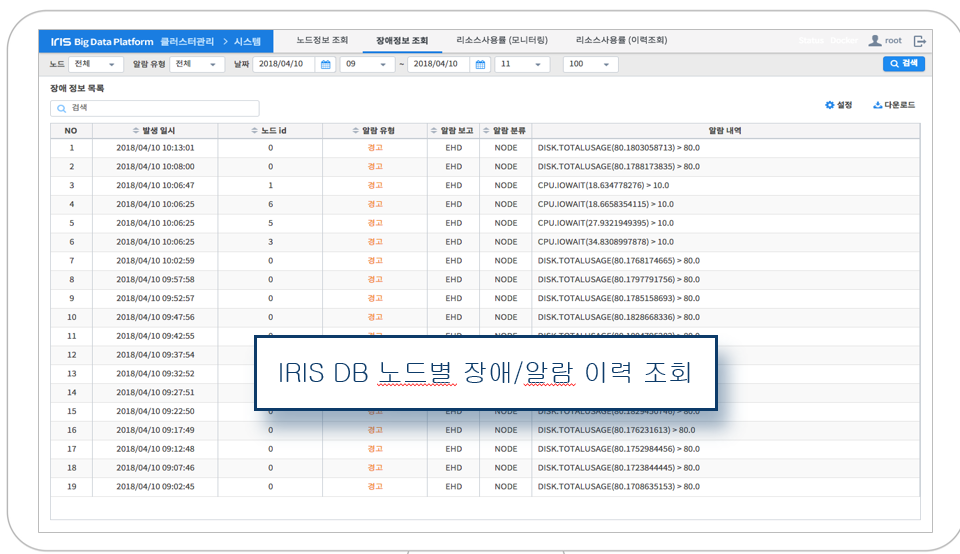 IRIS Big Data Platform 클러스터관리 > 시스템 노드정보 조회 장애정보 조회 리소스사용률 (모니터링) 리소스사용률 (이력조회) Status Docker root
노드 전체 알람 유형 전체 날짜 2018/04/10 09 ~ 2018/04/10 11 100 검색
장애 정보 목록
검색 설정 다운로드
NO 발생 일시 노드 id 알람 유형 알람 보고 알람 분류 알람 내역
1 2018/04/10 10:13:01 0 경고 EHD NODE DISK.TOTALUSAGE(80.1803058713) > 80.0
2 2018/04/10 10:08:00 0 경고 EHD NODE DISK.TOTALUSAGE(80.1788173835) > 80.0
3 2018/04/10 10:06:47 1 경고 EHD NODE CPU.IOWAIT(18.634778276) > 10.0
4 2018/04/10 10:06:25 6 경고 EHD NODE CPU.IOWAIT(18.6658354115) > 10.0
5 2018/04/10 10:06:25 5 경고 EHD NODE CPU.IOWAIT(27.9321949395) > 10.0
6 2018/04/10 10:06:25 3 경고 EHD NODE CPU.IOWAIT(34.8308997878) > 10.0
7 2018/04/10 10:02:59 0 경고 EHD NODE DISK.TOTALUSAGE(80.1768174665) > 80.0
8 2018/04/10 09:57:58 0 경고 EHD NODE DISK.TOTALUSAGE(80.1797791756) > 80.0
9 2018/04/10 09:52:57 0 경고 EHD NODE DISK.TOTALUSAGE(80.1785158693) > 80.0
10 2018/04/10 09:47:56 0 경고 EHD NODE DISK.TOTALUSAGE(80.1828668336) > 80.0
11 2018/04/10 09:42:55
12 2018/04/10 09:37:54
13 2018/04/10 09:32:52
14 2018/04/10 09:27:51
IRIS DB 노드별 장애/알람 이력 조회
15 2018/04/10 09:22:50
16 2018/04/10 09:17:49 0 경고 EHD NODE DISK.TOTALUSAGE(80.176231613) > 80.0
17 2018/04/10 09:12:48 0 경고 EHD NODE DISK.TOTALUSAGE(80.1752984456) > 80.0
18 2018/04/10 09:07:46 0 경고 EHD NODE DISK.TOTALUSAGE(80.1723844445) > 80.0
19 2018/04/10 09:02:45 0 경고 EHD NODE DISK.TOTALUSAGE(80.1708635153) > 80.0